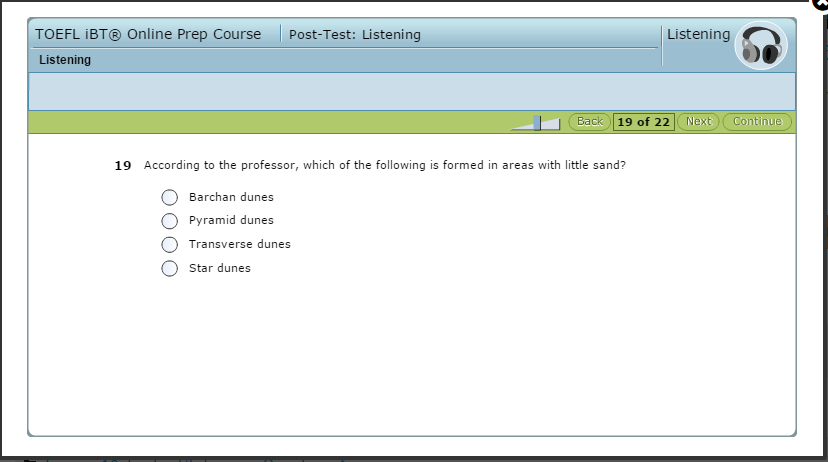 TOEFL iBT® Online Prep Course Post-Test: Listening Listening
Listening
Back 19 of 22 Next Continue
19 According to the professor, which of the following is formed in areas with little sand?
Barchan dunes
Pyramid dunes
Transverse dunes
Star dunes